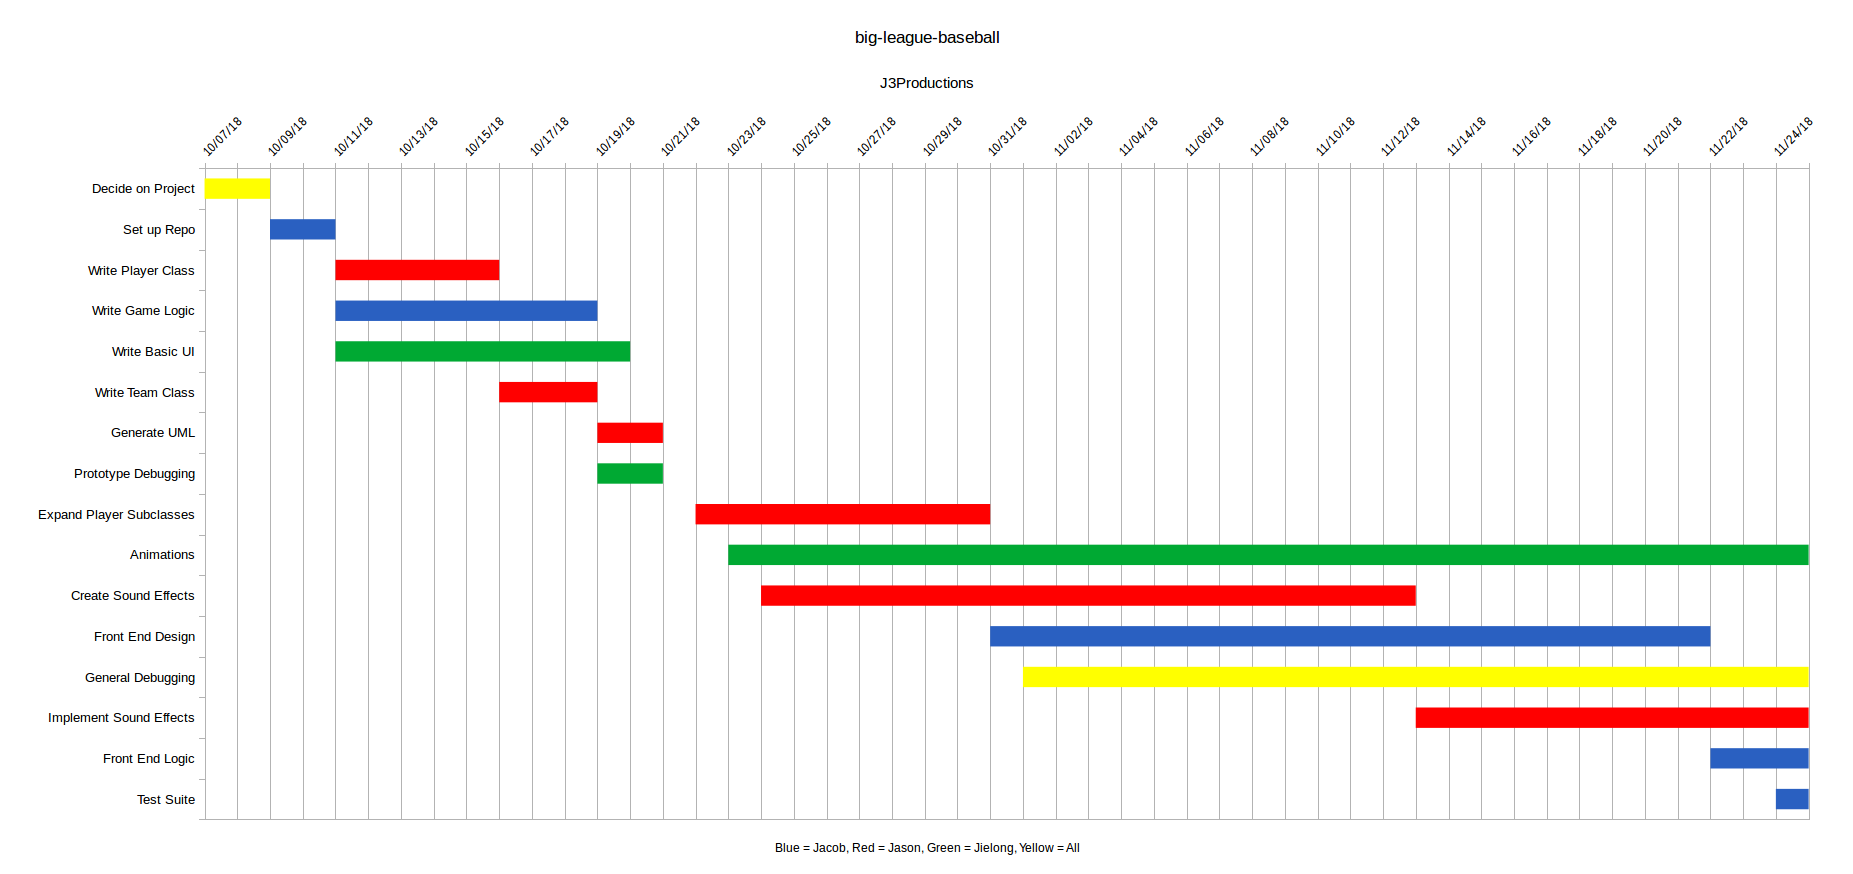 big-league-baseball
J3Productions
10/07/18 10/09/18 10/11/18 10/13/18 10/15/18 10/17/18 10/19/18 10/21/18 10/23/18 10/25/18 10/27/18 10/29/18 10/31/18 11/02/18 11/04/18 11/06/18 11/08/18 11/10/18 11/12/18 11/14/18 11/16/18 11/18/18 11/20/18 11/22/18 11/24/18
Decide on Project
Set up Repo
Write Player Class
Write Game Logic
Write Basic UI
Write Team Class
Generate UML
Prototype Debugging
Expand Player Subclasses
Animations
Create Sound Effects
Front End Design
General Debugging
Implement Sound Effects
Front End Logic
Test Suite
Blue = Jacob, Red = Jason, Green = Jielong, Yellow = All